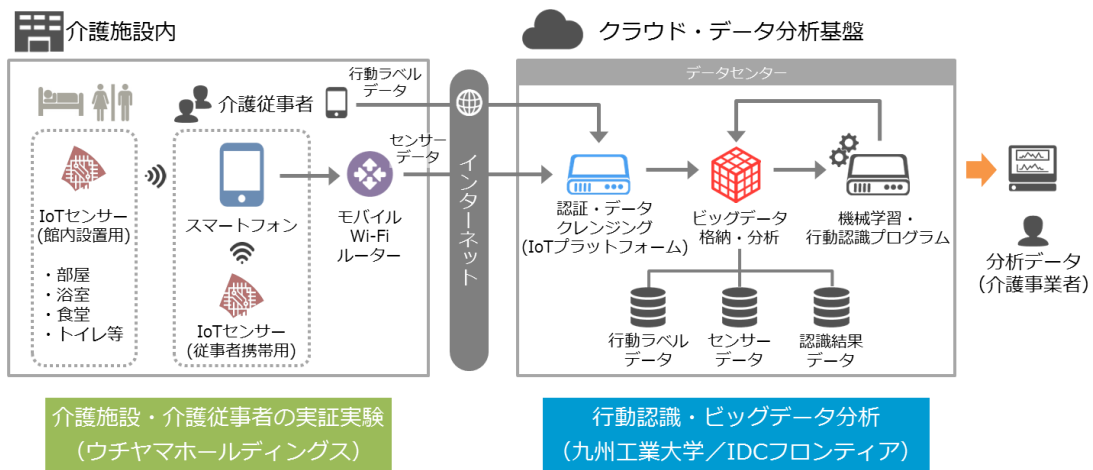 介護施設内
クラウド・データ分析基盤
介護従事者
行動ラベル
データ
センサー
データ
IoTセンサー
(館内設置用)
・部屋
・浴室
・食堂
・トイレ等
スマートフォン
IoTセンサー
(従事者携帯用)
モバイル
Wi-Fi
ルーター
インターネット
データセンター
認証・データ
クレンジング
(IoTプラットフォーム)
ビッグデータ
格納・分析
機械学習・
行動認識プログラム
行動ラベル
データ
センサー
データ
認識結果
データ
分析データ
(介護事業者)
介護施設・介護従事者の実証実験
(ウチヤマホールディングス)
行動認識・ビッグデータ分析
(九州工業大学/IDCフロンティア)